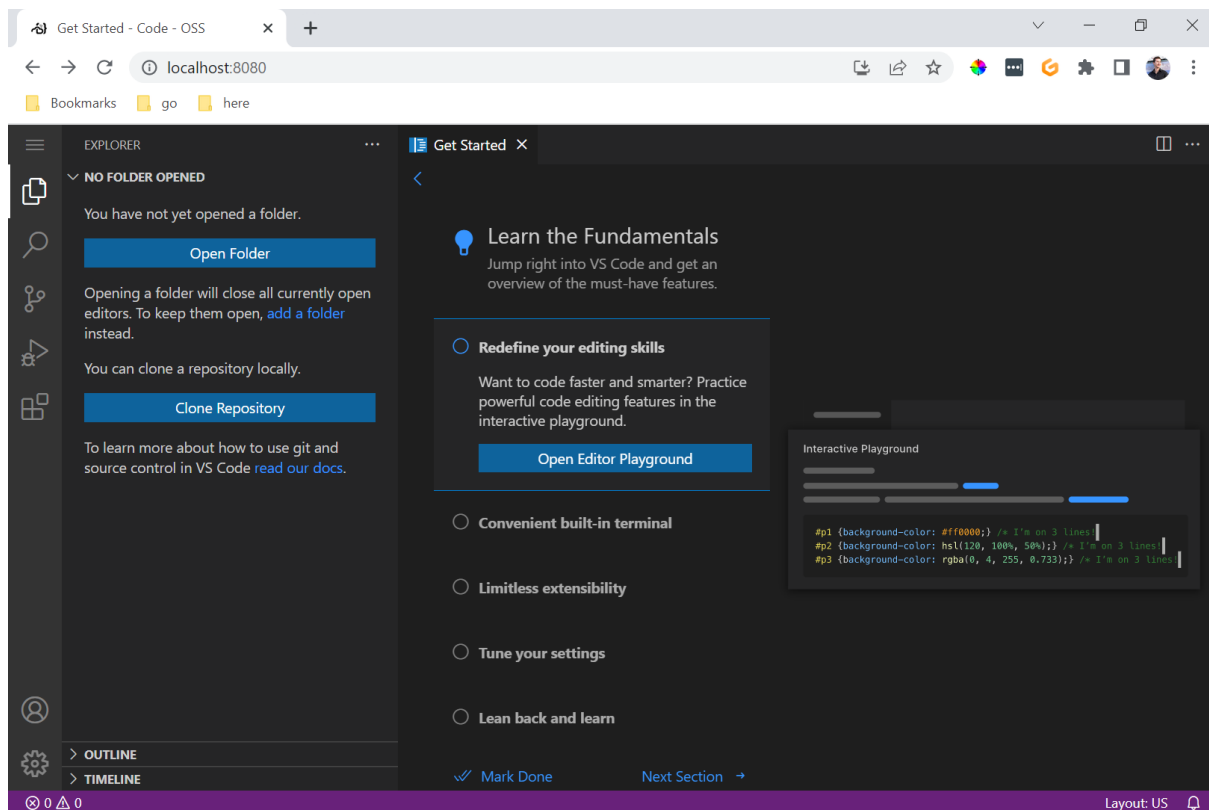 Get Started - Code - OSS
localhost:8080
Bookmarks go here
EXPLORER
Get Started
NO FOLDER OPENED
You have not yet opened a folder.
Open Folder
Opening a folder will close all currently open
editors. To keep them open, add a folder
instead.
You can clone a repository locally.
Clone Repository
To learn more about how to use git and
source control in VS Code read our docs.
OUTLINE
TIMELINE
Learn the Fundamentals
Jump right into VS Code and get an
overview of the must-have features.
Redefine your editing skills
Want to code faster and smarter? Practice
powerful code editing features in the
interactive playground.
Open Editor Playground
Convenient built-in terminal
Limitless extensibility
Tune your settings
Lean back and learn
Mark Done Next Section
Interactive Playground
#p1 {background-color: #ff0000;} /* I'm on 3 lines!
#p2 {background-color: hsl(120, 100%, 50%);} /* I'm on 3 lines!
#p3 {background-color: rgba(0, 4, 255, 0.733);} /* I'm on 3 lines!
0 0 Layout: US